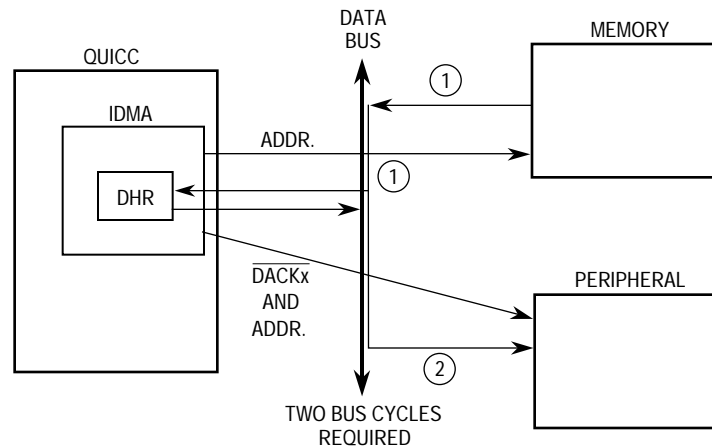 DATA
BUS
MEMORY
QUICC
1
IDMA
ADDR.
1
DHR
DACKx
AND
ADDR.
PERIPHERAL
2
TWO BUS CYCLES
REQUIRED